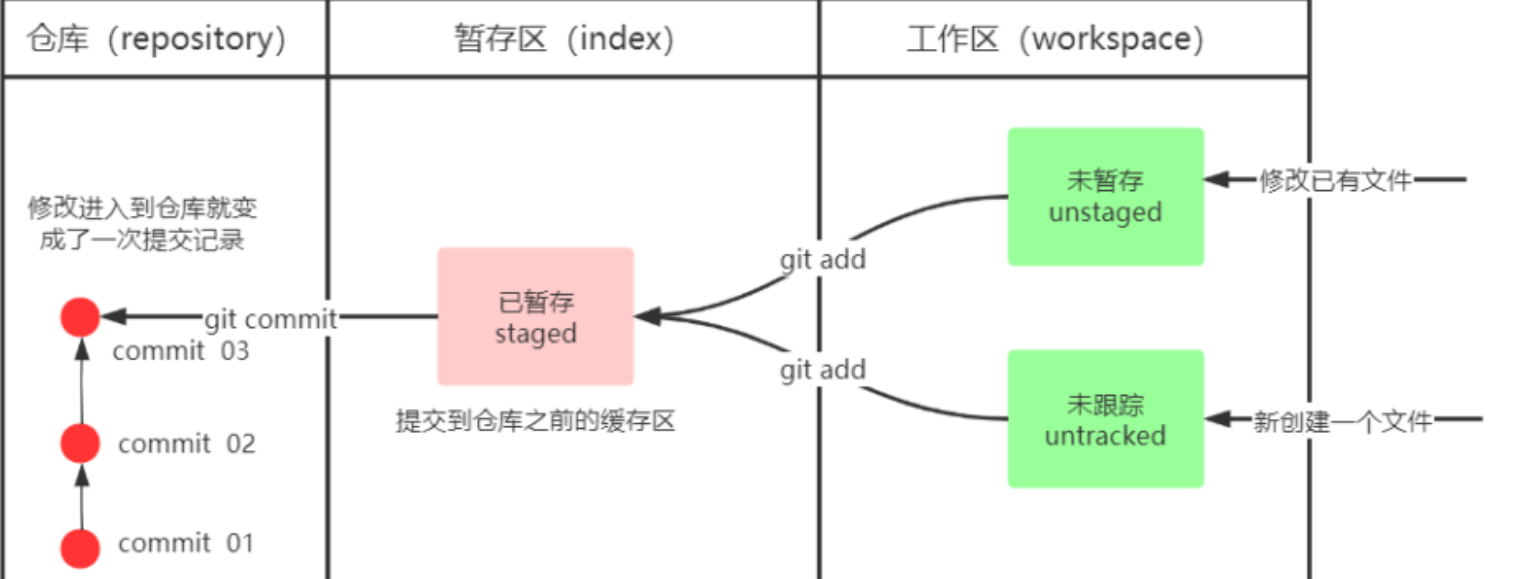 仓库（repository）
暂存区（index）
工作区（workspace）
修改进入到仓库就变
成了一次提交记录
git commit
commit 03
commit 02
commit 01
已暂存
staged
提交到仓库之前的缓存区
git add
git add
未暂存
unstaged
修改已有文件
未跟踪
untracked
新创建一个文件